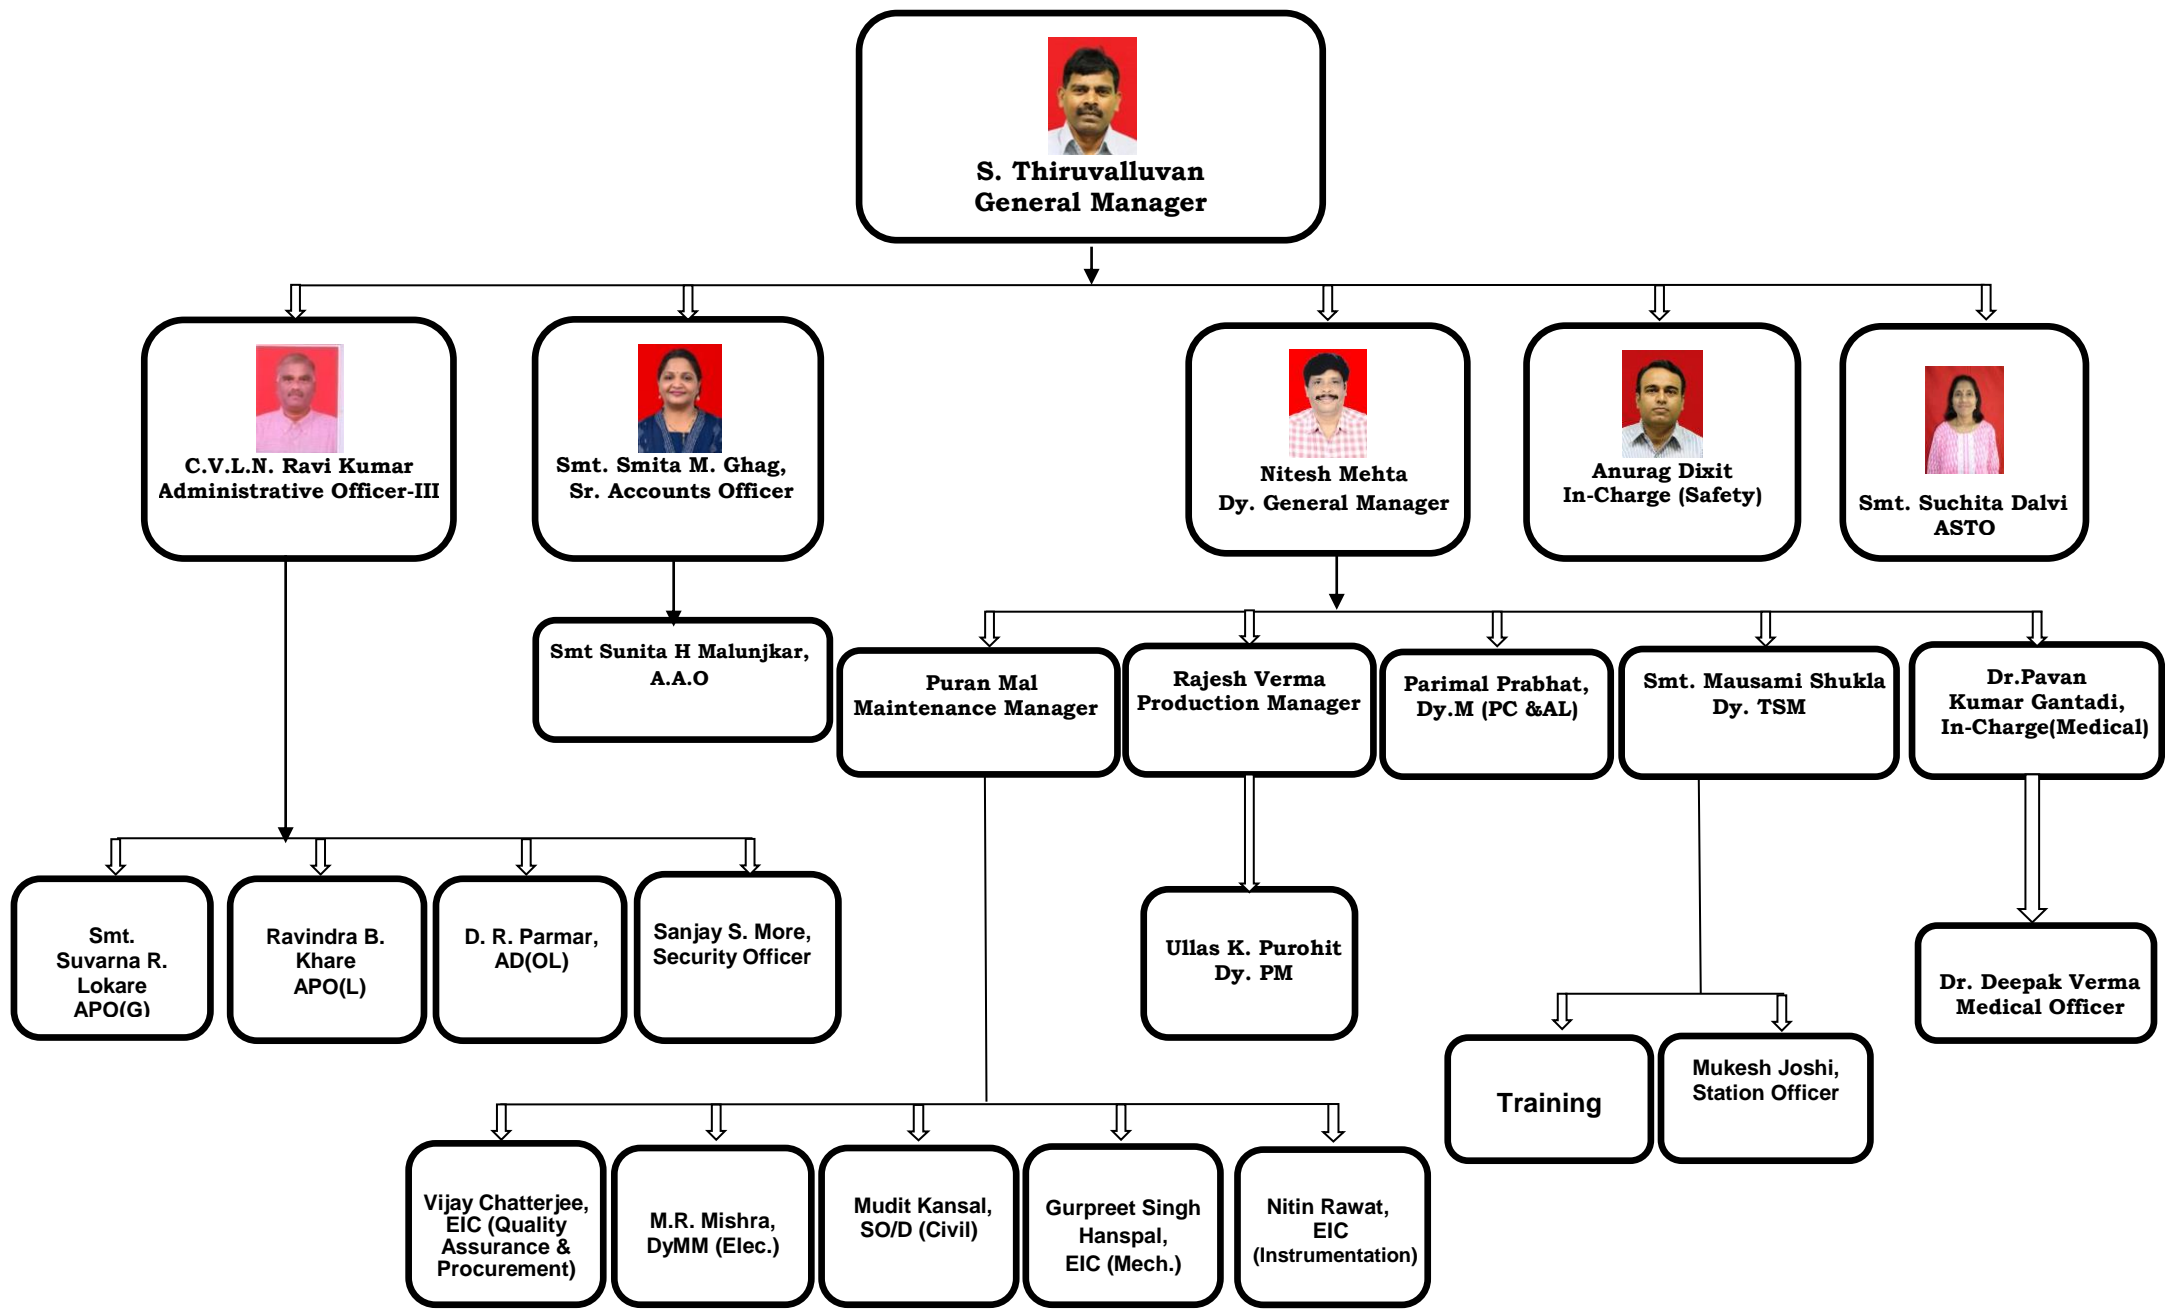 S. Thiruvalluvan
General Manager
C.V.L.N. Ravi Kumar
Administrative Officer-III
Smt. Smita M. Ghag,
Sr. Accounts Officer
Nitesh Mehta
Dy. General Manager
Anurag Dixit
In-Charge (Safety)
Smt. Suchita Dalvi
ASTO
Smt Sunita H Malunjkar,
A.A.O
Puran Mal
Maintenance Manager
Rajesh Verma
Production Manager
Parimal Prabhat,
Dy.M (PC &AL)
Smt. Mausami Shukla
Dy. TSM
Dr.Pavan
Kumar Gantadi,
In-Charge(Medical)
Smt.
Suvarna R.
Lokare
APO(G)
Ravindra B.
Khare
APO(L)
D. R. Parmar,
AD(OL)
Sanjay S. More,
Security Officer
Ullas K. Purohit
Dy. PM
Dr. Deepak Verma
Medical Officer
Training
Mukesh Joshi,
Station Officer
Vijay Chatterjee,
EIC (Quality
Assurance &
Procurement)
M.R. Mishra,
DyMM (Elec.)
Mudit Kansal,
SO/D (Civil)
Gurpreet Singh
Hanspal,
EIC (Mech.)
Nitin Rawat,
EIC
(Instrumentation)